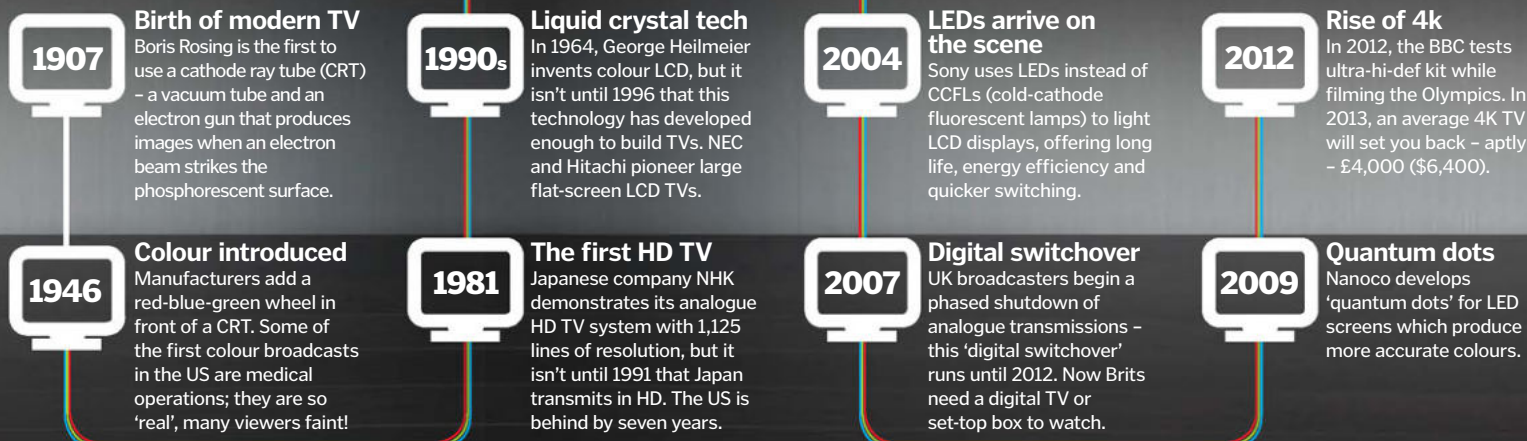 1907
Birth of modern TV
Boris Rosing is the first to
use a cathode ray tube (CRT)
– a vacuum tube and an
electron gun that produces
images when an electron
beam strikes the
phosphorescent surface.
1946
Colour introduced
Manufacturers add a
red-blue-green wheel in
front of a CRT. Some of
the first colour broadcasts
in the US are medical
operations; they are so
‘real’, many viewers faint!
1981
The first HD TV
Japanese company NHK
demonstrates its analogue
HD TV system with 1,125
lines of resolution, but it
isn’t until 1991 that Japan
transmits in HD. The US is
behind by seven years.
1990s
Liquid crystal tech
In 1964, George Heilmeier
invents colour LCD, but it
isn’t until 1996 that this
technology has developed
enough to build TVs. NEC
and Hitachi pioneer large
flat-screen LCD TVs.
2004
LEDs arrive on
the scene
Sony uses LEDs instead of
CCFLs (cold-cathode
fluorescent lamps) to light
LCD displays, offering long
life, energy efficiency and
quicker switching.
2007
Digital switchover
UK broadcasters begin a
phased shutdown of
analogue transmissions –
this ‘digital switchover’
runs until 2012. Now Brits
need a digital TV or
set-top box to watch.
2009
Quantum dots
Nanoco develops
‘quantum dots’ for LED
screens which produce
more accurate colours.
2012
Rise of 4k
In 2012, the BBC tests
ultra-hi-def kit while
filming the Olympics. In
2013, an average 4K TV
will set you back – aptly
– £4,000 ($6,400).